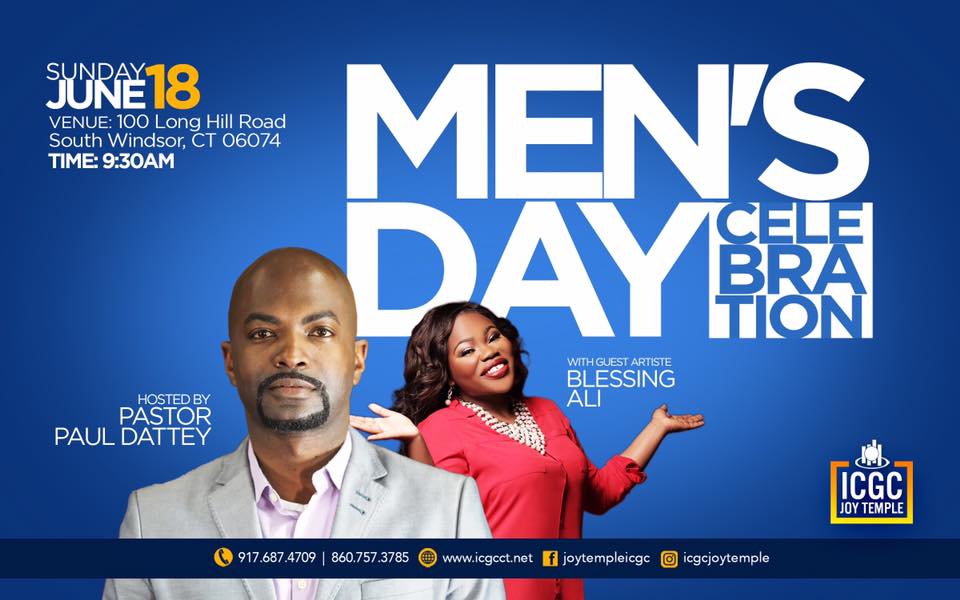 SUNDAY
JUNE 18
VENUE: 100 Long Hill Road
South Windsor, CT 06074
TIME: 9:30AM
MEN'S
DAY
CELE
BRA
TION
HOSTED BY
PASTOR
PAUL DATTEY
WITH GUEST ARTISTE
BLESSING
ALI
ICGC
JOY TEMPLE
917.687.4709 | 860.757.3785 www.icgcct.net joytempleicgc icgcjoytemple